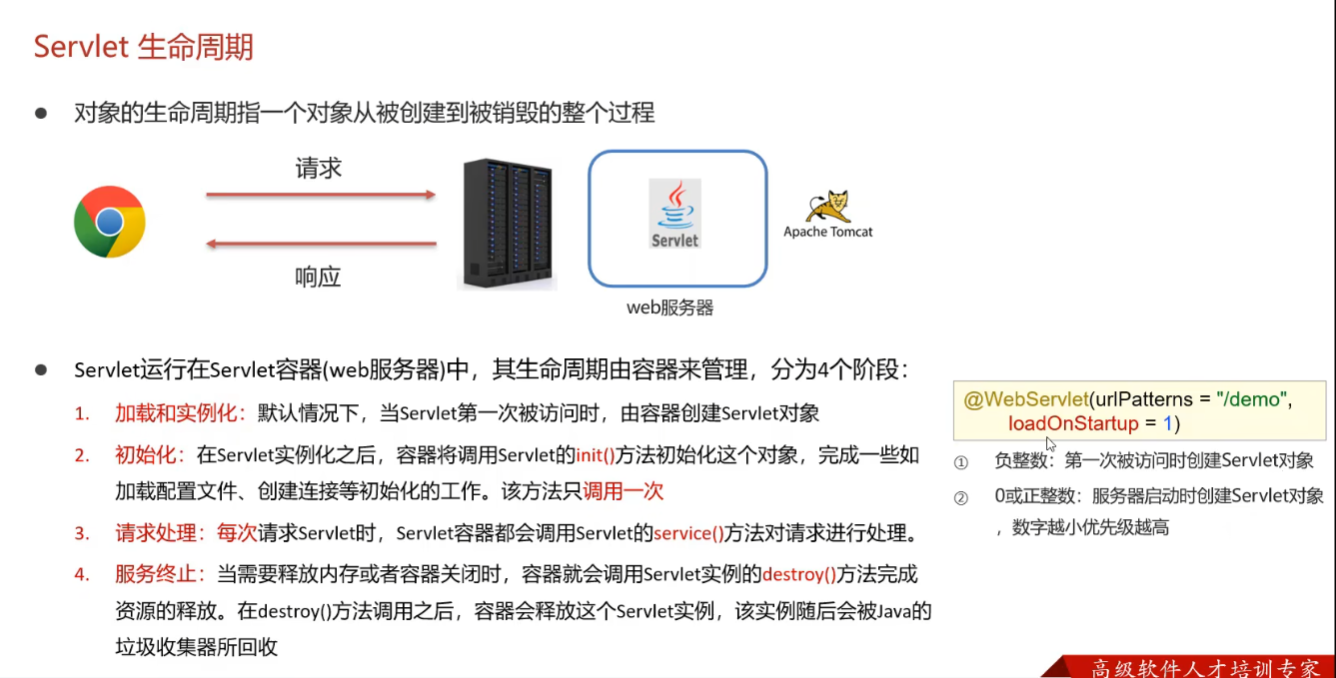 Servlet 生命周期
● 对象的生命周期指一个对象从被创建到被销毁的整个过程
请求
Servlet
Apache Tomcat
响应
web服务器
● Servlet运行在Servlet容器(web服务器)中，其生命周期由容器来管理，分为4个阶段：
1. 加载和实例化：默认情况下，当Servlet第一次被访问时，由容器创建Servlet对象
2. 初始化：在Servlet实例化之后，容器将调用Servlet的init()方法初始化这个对象，完成一些如
加载配置文件、创建连接等初始化的工作。该方法只调用一次
3. 请求处理：每次请求Servlet时，Servlet容器都会调用Servlet的service()方法对请求进行处理。
4. 服务终止：当需要释放内存或者容器关闭时，容器就会调用Servlet实例的destroy()方法完成
资源的释放。在destroy()方法调用之后，容器会释放这个Servlet实例，该实例随后会被Java的
垃圾收集器所回收
@WebServlet(urlPatterns = "/demo",
loadOnStartup = 1)
① 负整数：第一次被访问时创建Servlet对象
② 0或正整数：服务器启动时创建Servlet对象
，数字越小优先级越高
高级软件人才培训专家